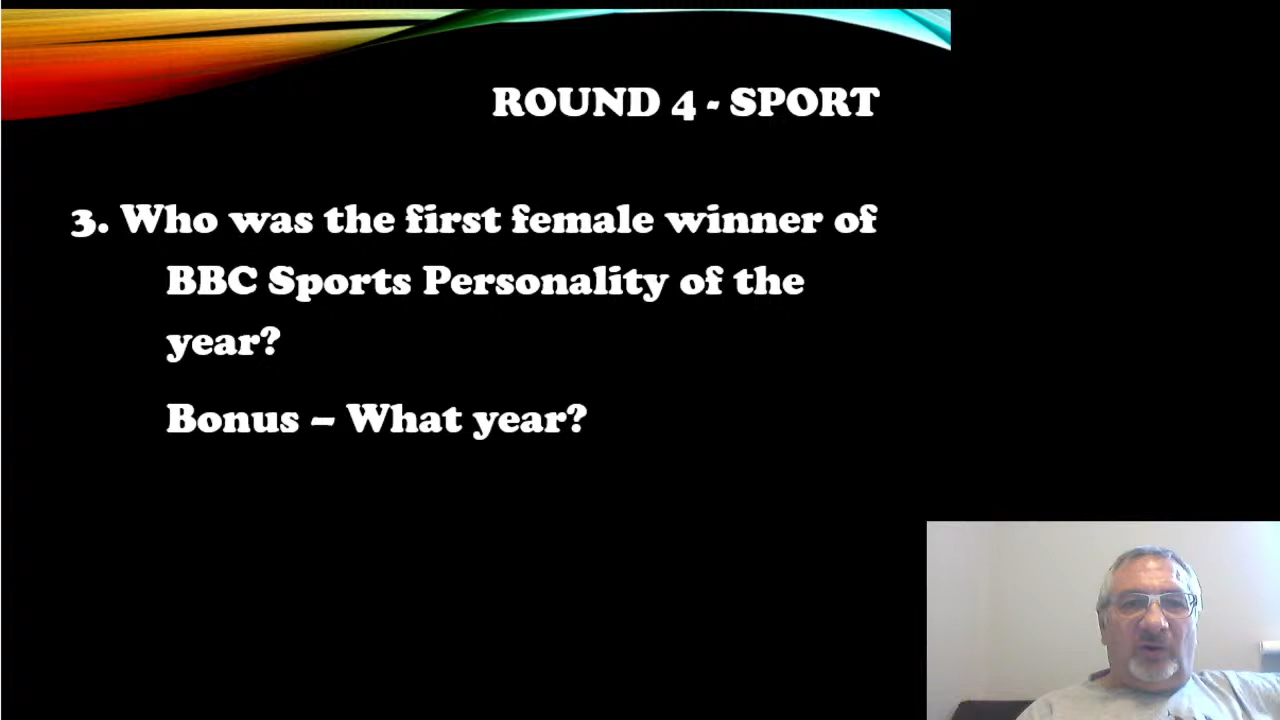 ROUND 4 - SPORT
3. Who was the first female winner of
BBC Sports Personality of the
year?
Bonus – What year?